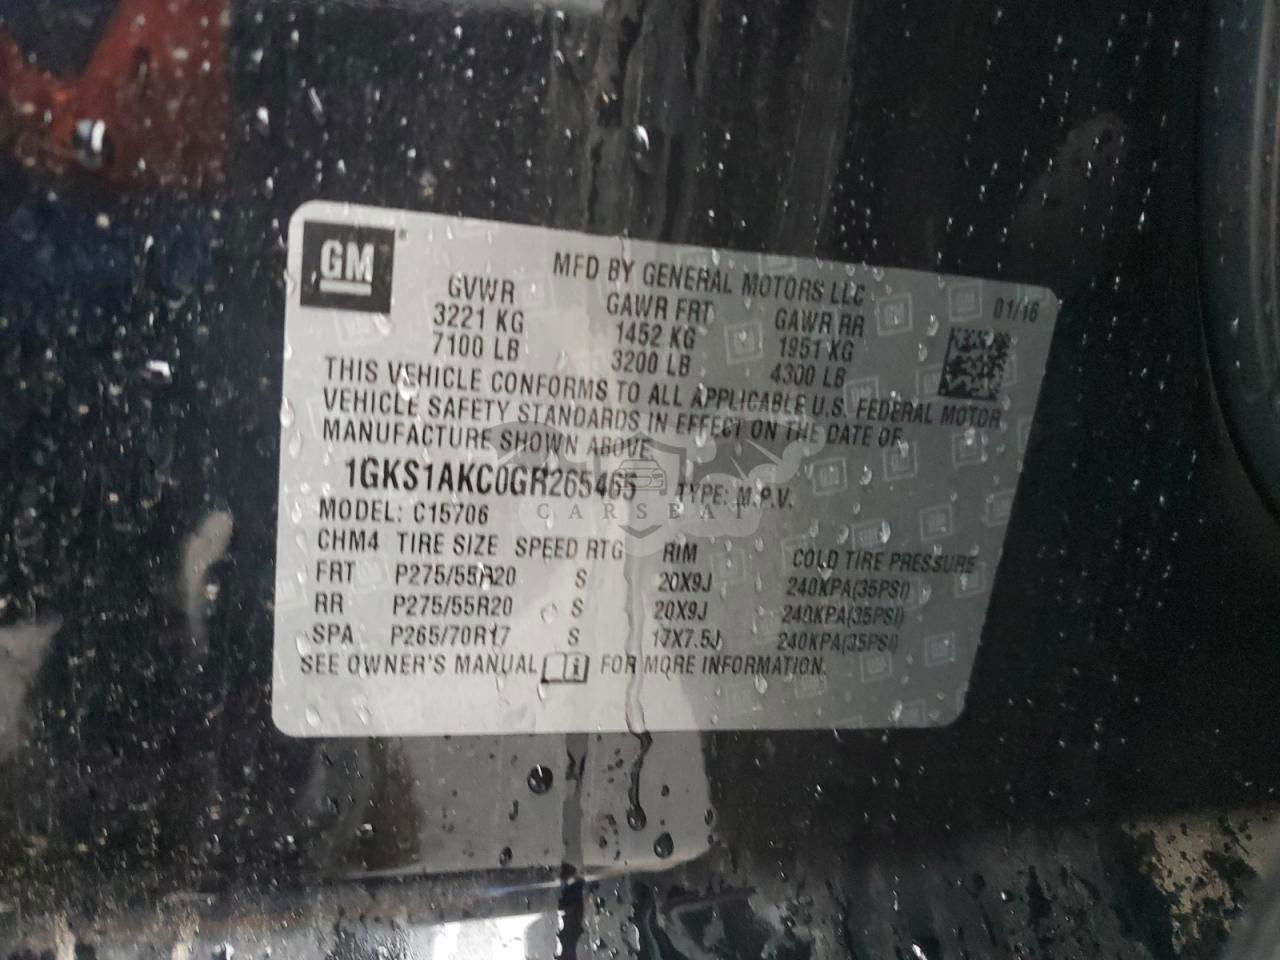 GM
MFD BY GENERAL MOTORS LLC
01/16
GVWR GAWR FRT GAWR RR
3221 KG 1452 KG 1951 KG
7100 LB 3200 LB 4300 LB
THIS VEHICLE CONFORMS TO ALL APPLICABLE U.S. FEDERAL MOTOR
VEHICLE SAFETY STANDARDS IN EFFECT ON THE DATE OF
MANUFACTURE SHOWN ABOVE.
1GKS1AKC0GR265465 TYPE: M.P.V.
CARSEAT
MODEL: C15706
CHM4 TIRE SIZE SPEED RTG RIM COLD TIRE PRESSURE
FRT P275/55R20 S 20X9J 240KPA(35PSI)
RR P275/55R20 S 20X9J 240KPA(35PSI)
SPA P265/70R17 S 17X7.5J 240KPA(35PSI)
SEE OWNER'S MANUAL i FOR MORE INFORMATION.